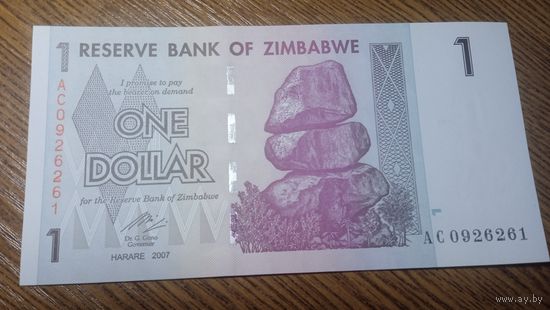 1 RESERVE BANK OF ZIMBABWE 1
I promise to pay
the bearer on demand
ONE
DOLLAR
for the Reserve Bank of Zimbabwe
Dr. G. Gono
Governor
HARARE 2007
1
AC0926261
1
AC0926261
www.ay.by